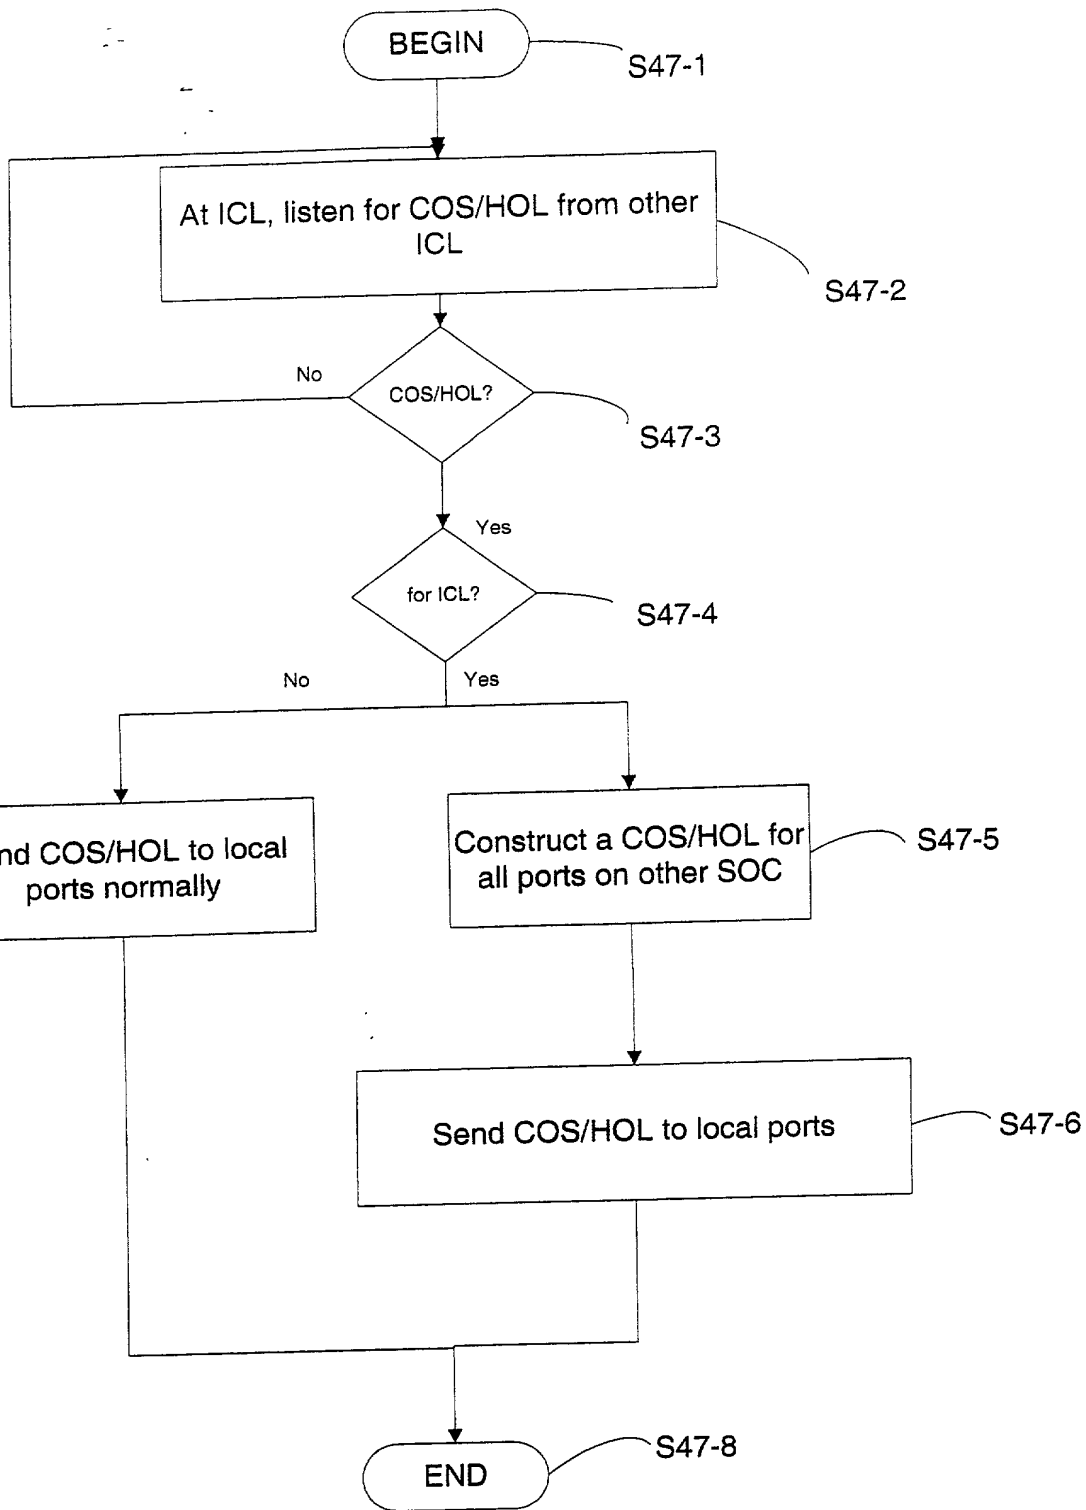 BEGIN
S47-1
At ICL, listen for COS/HOL from other
ICL
S47-2
No
COS/HOL?
S47-3
Yes
for ICL?
S47-4
No
Yes
nd COS/HOL to local
ports normally
Construct a COS/HOL for
all ports on other SOC
S47-5
Send COS/HOL to local ports
S47-6
END
S47-8